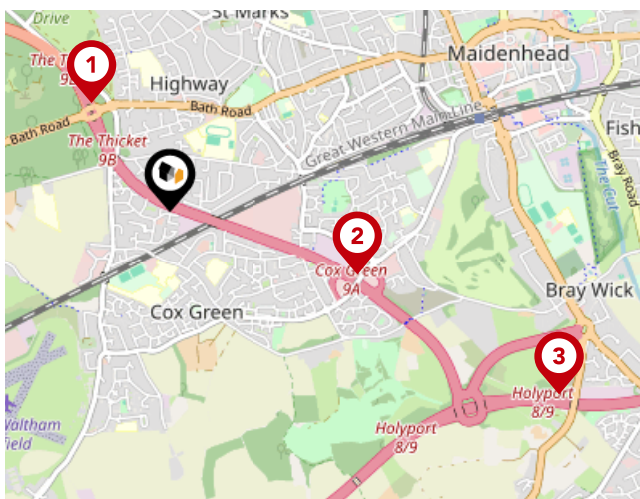 Drive
St Marks
The T
9B
1
Highway
Maidenhead
Bath Road
Bath Road
Great Western Main Line
Fish
The Thicket
9B
Bray Road
The Cut
2
Cox Green
9A
Bray Wick
Cox Green
3
Holyport
8/9
Waltham
field
Holyport
8/9